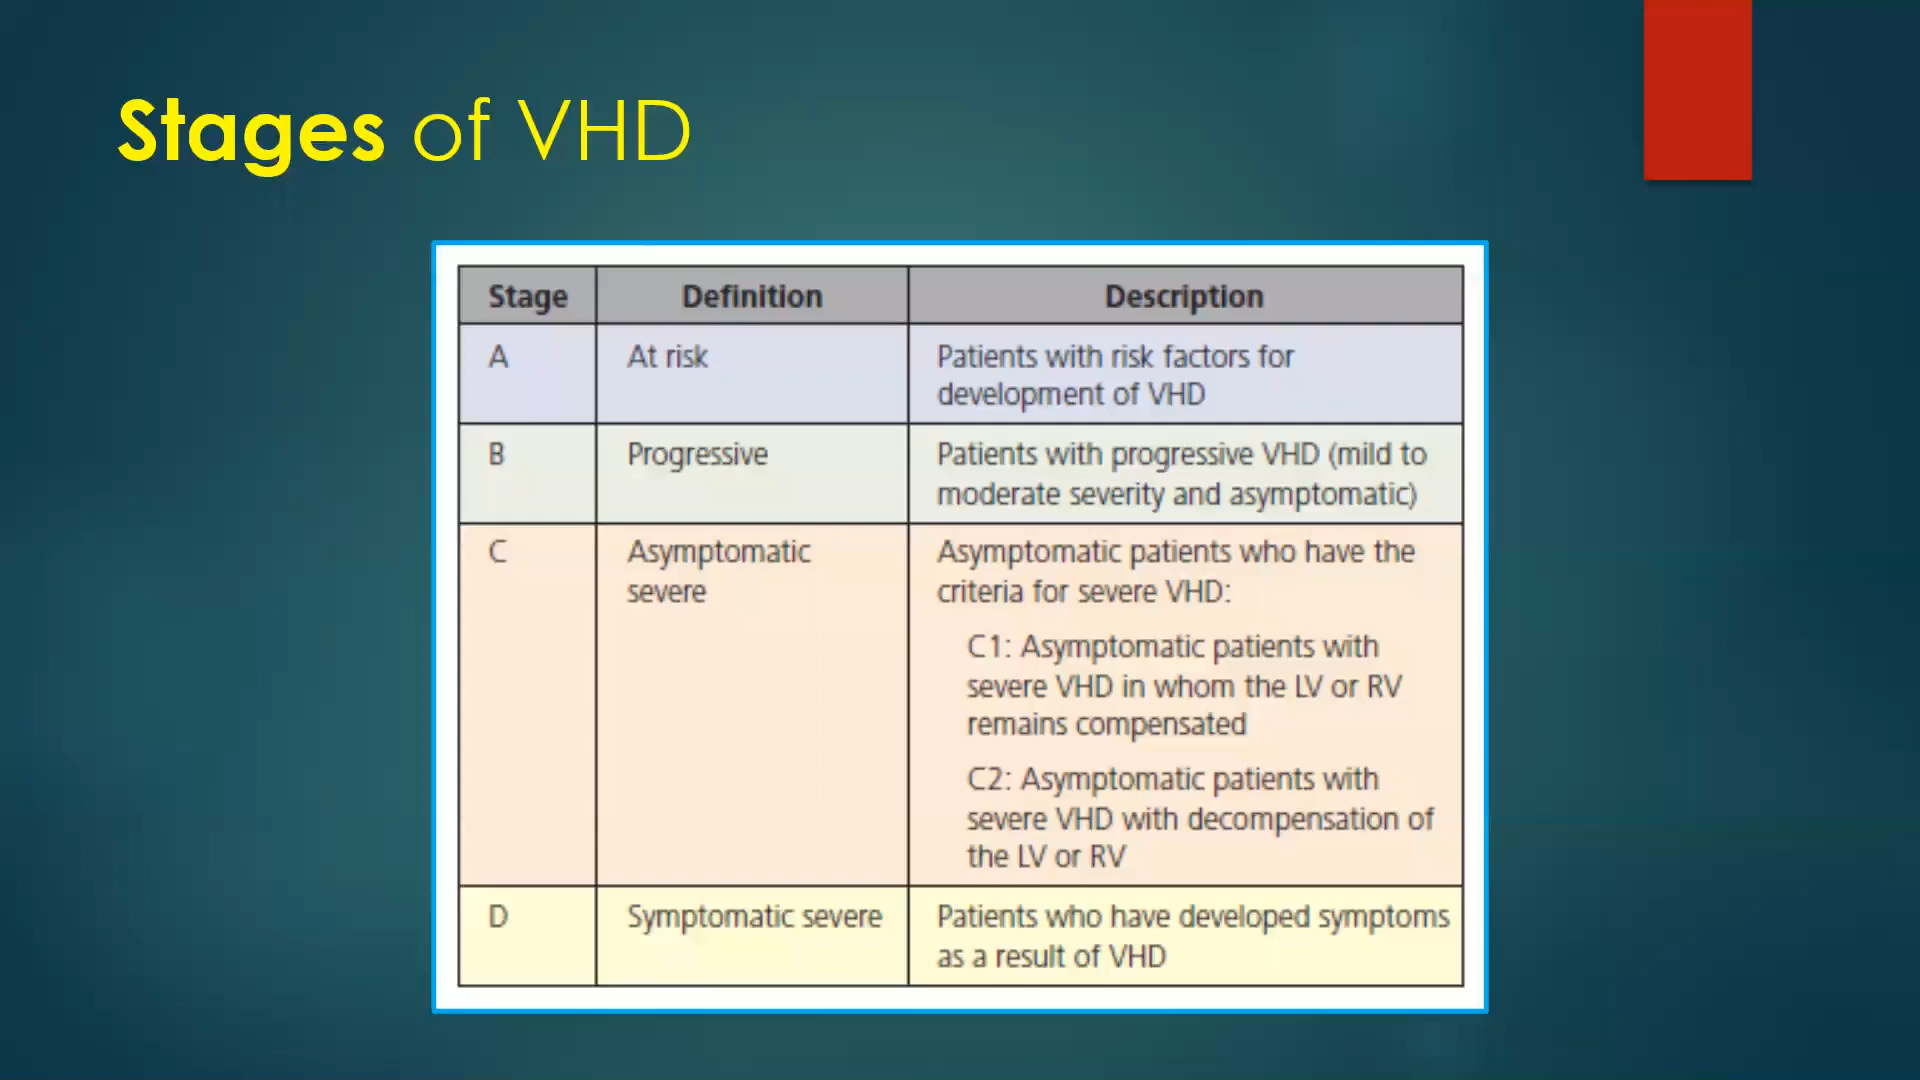 Stages of VHD
Stage Definition Description
A At risk Patients with risk factors for
development of VHD
B Progressive Patients with progressive VHD (mild to
moderate severity and asymptomatic)
C Asymptomatic Asymptomatic patients who have the
severe criteria for severe VHD:
C1: Asymptomatic patients with
severe VHD in whom the LV or RV
remains compensated
C2: Asymptomatic patients with
severe VHD with decompensation of
the LV or RV
D Symptomatic severe Patients who have developed symptoms
as a result of VHD